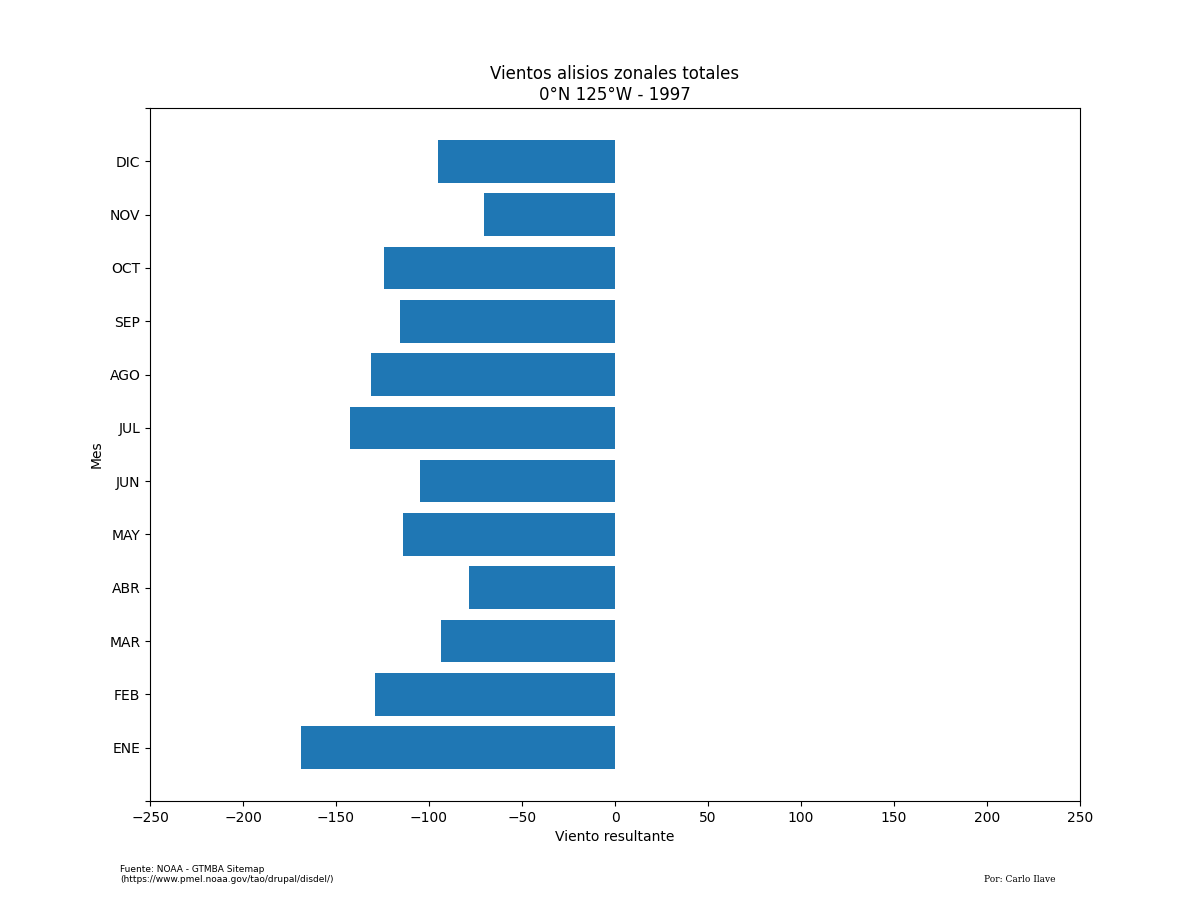 Vientos alisios zonales totales
0°N 125°W - 1997
DIC
NOV
OCT
SEP
AGO
JUL
JUN
MAY
ABR
MAR
FEB
ENE
Mes
−250 −200 −150 −100 −50 0 50 100 150 200 250
Viento resultante
Fuente: NOAA - GTMBA Sitemap
(https://www.pmel.noaa.gov/tao/drupal/disdel/)
Por: Carlo Ilave